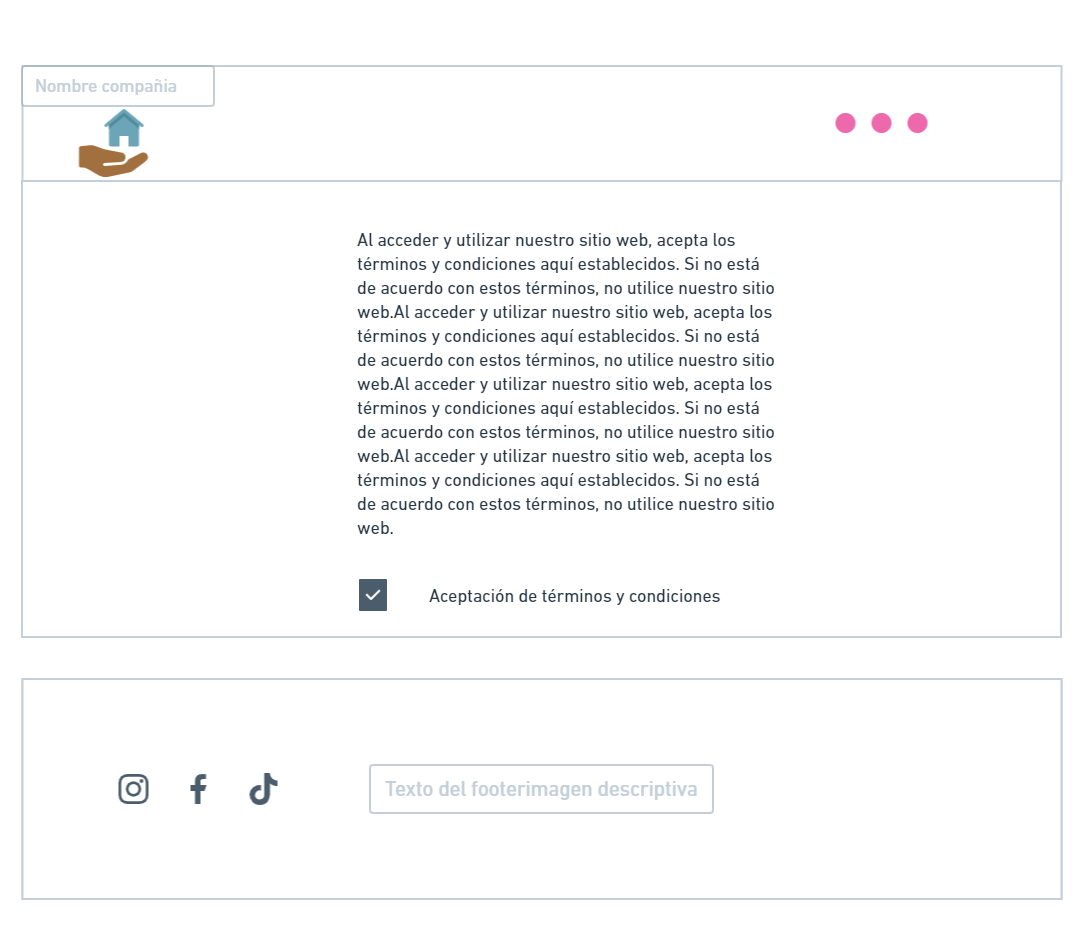 Nombre compañia
Al acceder y utilizar nuestro sitio web, acepta los
términos y condiciones aquí establecidos. Si no está
de acuerdo con estos términos, no utilice nuestro sitio
web.Al acceder y utilizar nuestro sitio web, acepta los
términos y condiciones aquí establecidos. Si no está
de acuerdo con estos términos, no utilice nuestro sitio
web.Al acceder y utilizar nuestro sitio web, acepta los
términos y condiciones aquí establecidos. Si no está
de acuerdo con estos términos, no utilice nuestro sitio
web.Al acceder y utilizar nuestro sitio web, acepta los
términos y condiciones aquí establecidos. Si no está
de acuerdo con estos términos, no utilice nuestro sitio
web.
Aceptación de términos y condiciones
Texto del footerimagen descriptiva